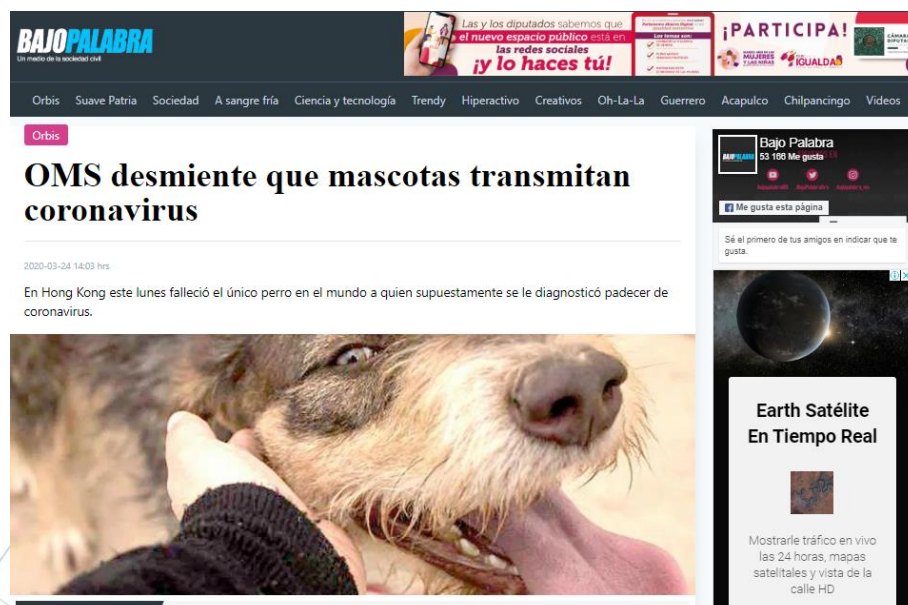 BAJOPALABRA
Un medio de la sociedad civil
Las y los diputados sabemos que
el nuevo espacio público está en
las redes sociales
¡y lo haces tú!
¡PARTICIPA!
MUJERES
Y LAS NIÑAS
IGUALDAD
Orbis Suave Patria Sociedad A sangre fría Ciencia y tecnología Trendy Hiperactivo Creativos Oh-La-La Guerrero Acapulco Chilpancingo Videos
Orbis
OMS desmiente que mascotas transmitan
coronavirus
2020-03-24 14:03 hrs
En Hong Kong este lunes falleció el único perro en el mundo a quien supuestamente se le diagnosticó padecer de
coronavirus.
Bajo Palabra
53 166 Me gusta
Me gusta esta página
Sé el primero de tus amigos en indicar que te
gusta.
Earth Satélite
En Tiempo Real
Mostrarle tráfico en vivo
las 24 horas, mapas
satelitales y vista de la
calle HD